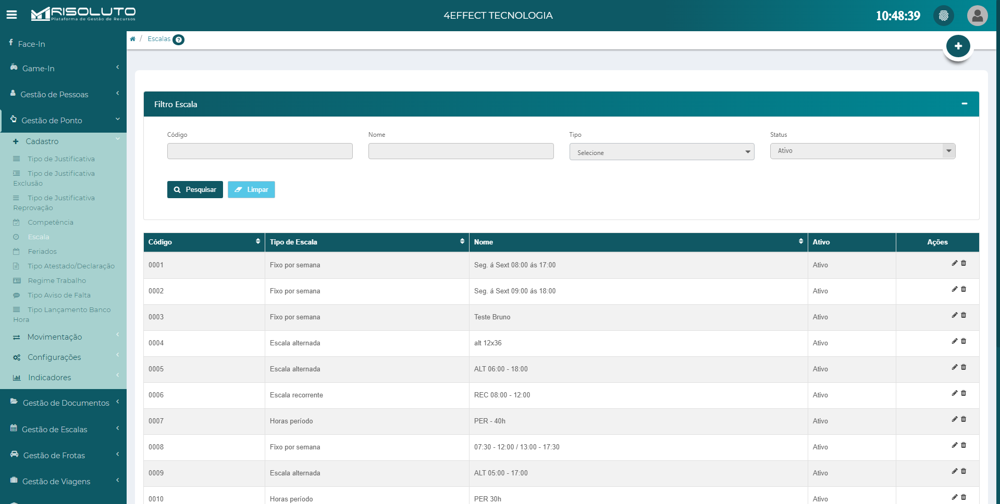 RISOLUTO
Plataforma de Gestão de Recursos
4EFFECT TECNOLOGIA
10:48:39
Face-In
Game-In
Gestão de Pessoas
Gestão de Ponto
Cadastro
Tipo de Justificativa
Tipo de Justificativa
Exclusão
Tipo de Justificativa
Reprovação
Competência
Escala
Feriados
Tipo Atestado/Declaração
Regime Trabalho
Tipo Aviso de Falta
Tipo Lançamento Banco
Hora
Movimentação
Configurações
Indicadores
Gestão de Documentos
Gestão de Escalas
Gestão de Frotas
Gestão de Viagens
/ Escalas ?
Filtro Escala
Código Nome Tipo Status
Selecione Ativo
Pesquisar Limpar
Código Tipo de Escala Nome Ativo Ações
0001 Fixo por semana Seg. á Sext 08:00 ás 17:00 Ativo
0002 Fixo por semana Seg. á Sext 09:00 ás 18:00 Ativo
0003 Fixo por semana Teste Bruno Ativo
0004 Escala alternada alt 12x36 Ativo
0005 Escala alternada ALT 06:00 - 18:00 Ativo
0006 Escala recorrente REC 08:00 - 12:00 Ativo
0007 Horas período PER - 40h Ativo
0008 Fixo por semana 07:30 - 12:00 / 13:00 - 17:30 Ativo
0009 Escala alternada ALT 05:00 - 17:00 Ativo
0010 Horas período PER 30h Ativo